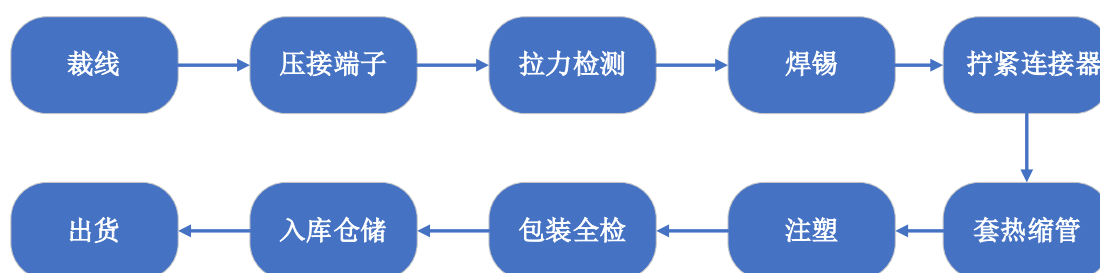 裁线
压接端子
拉力检测
焊锡
拧紧连接器
套热缩管
注塑
包装全检
入库仓储
出货